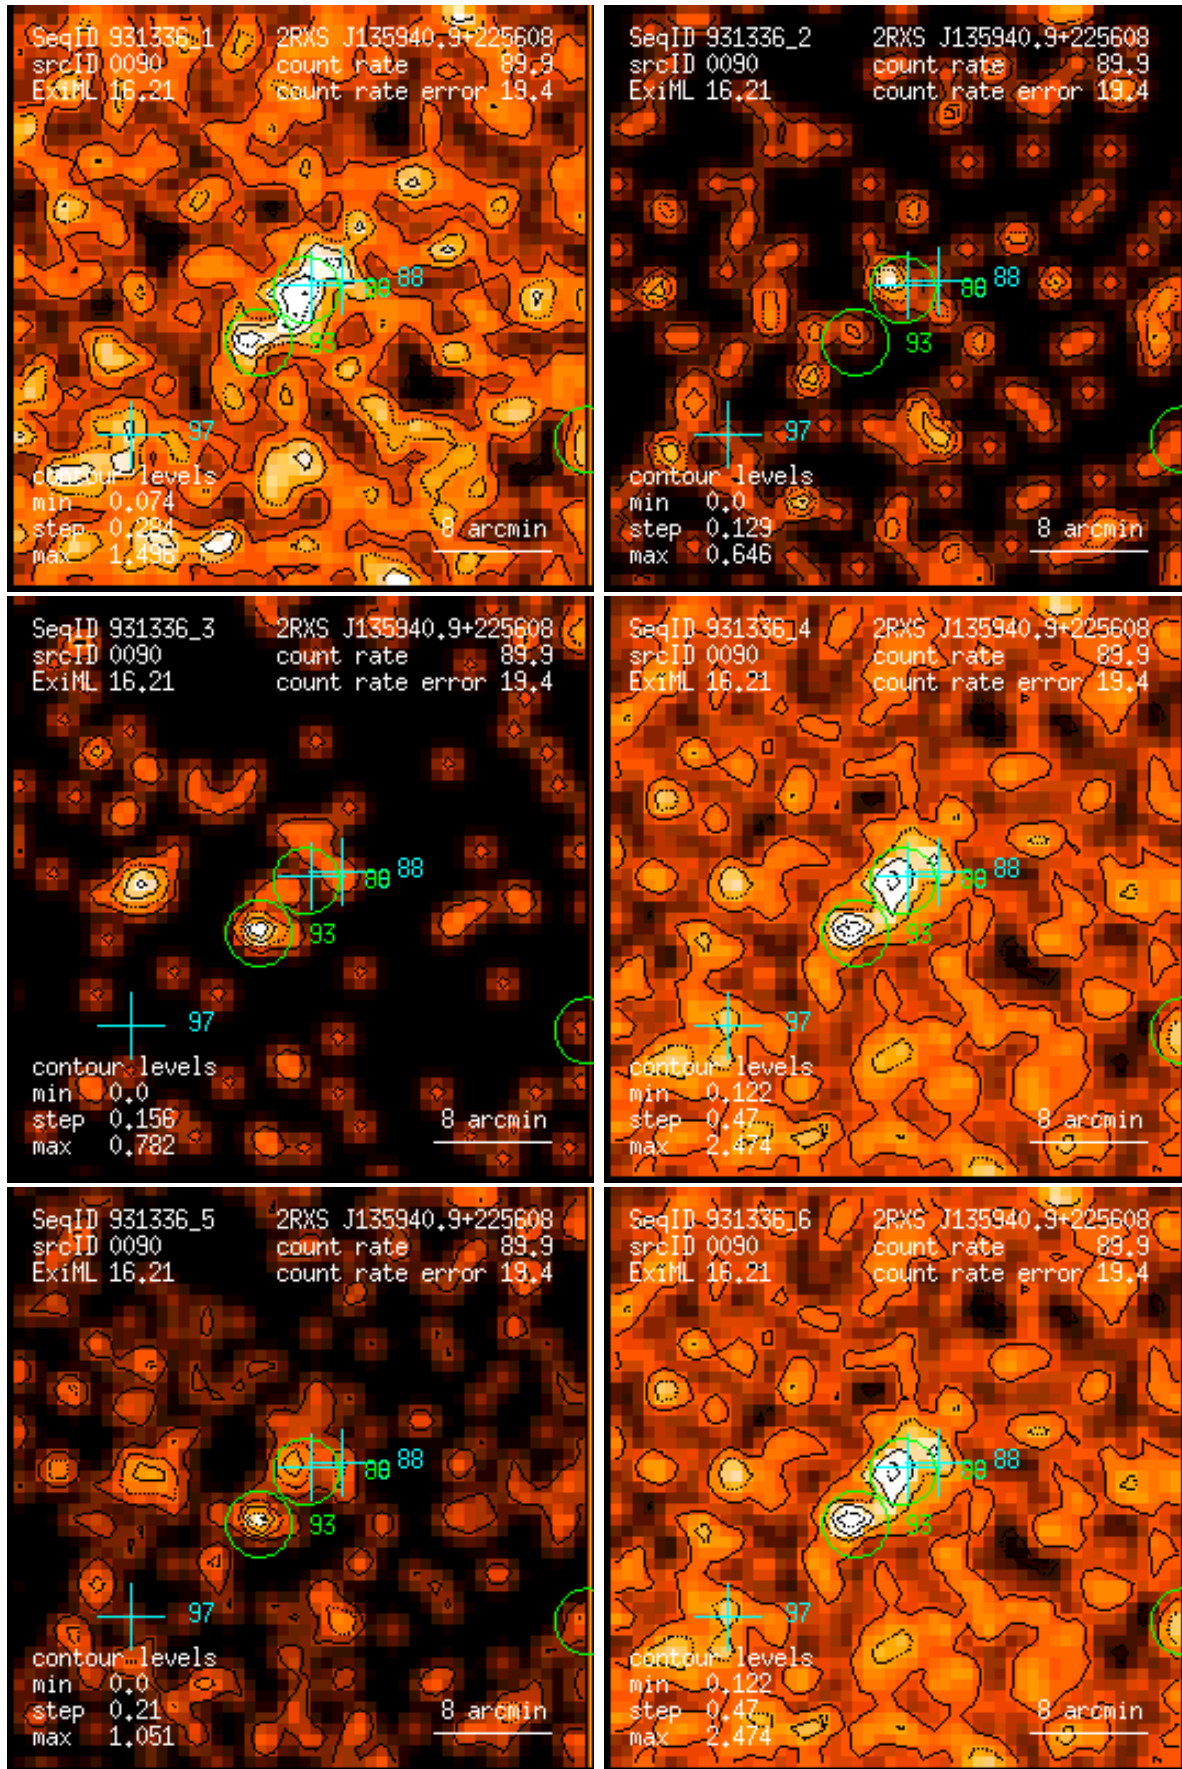 SeqID 931336_1 2RXS J135940.9+225608
srcID 0090 count rate 89.9
ExiML 16.21 count rate error 19.4
88
93
97
contour levels
min 0.074
step 0.284
max 1.496
8 arcmin
SeqID 931336_2 2RXS J135940.9+225608
srcID 0090 count rate 89.9
ExiML 16.21 count rate error 19.4
88
93
97
contour levels
min 0.0
step 0.129
max 0.646
8 arcmin
SeqID 931336_3 2RXS J135940.9+225608
srcID 0090 count rate 89.9
ExiML 16.21 count rate error 19.4
88
93
97
contour levels
min 0.0
step 0.156
max 0.782
8 arcmin
SeqID 931336_4 2RXS J135940.9+225608
srcID 0090 count rate 89.9
ExiML 16.21 count rate error 19.4
88
93
97
contour levels
min 0.122
step 0.47
max 2.474
8 arcmin
SeqID 931336_5 2RXS J135940.9+225608
srcID 0090 count rate 89.9
ExiML 16.21 count rate error 19.4
88
93
97
contour levels
min 0.0
step 0.21
max 1.051
8 arcmin
SeqID 931336_6 2RXS J135940.9+225608
srcID 0090 count rate 89.9
ExiML 16.21 count rate error 19.4
88
93
97
contour levels
min 0.122
step 0.47
max 2.474
8 arcmin